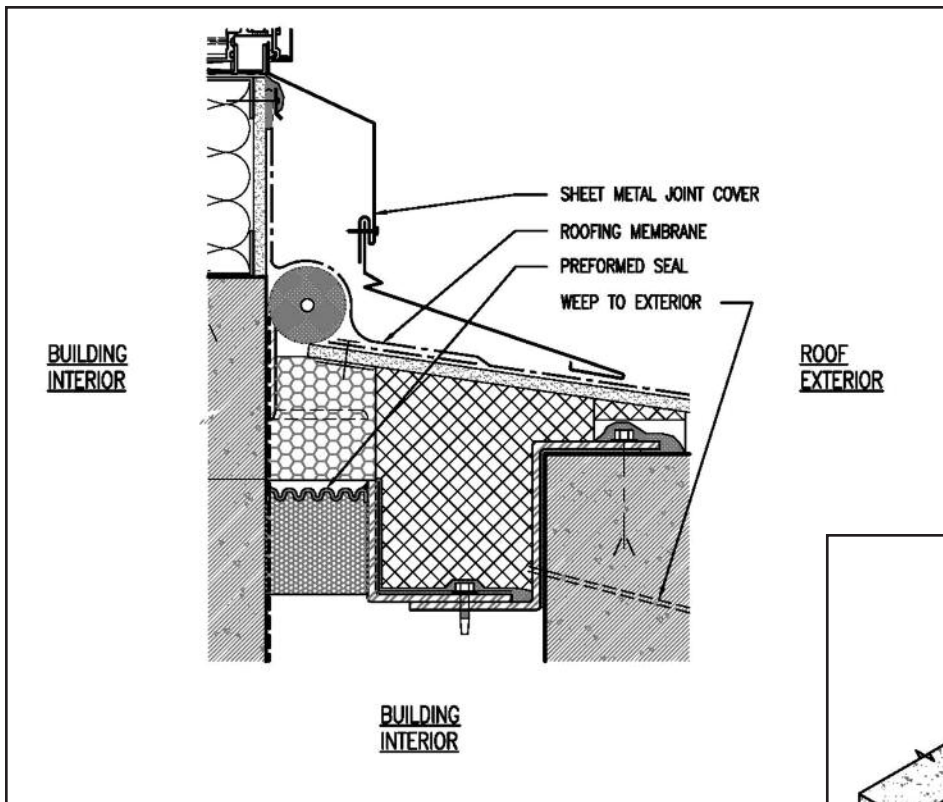 SHEET METAL JOINT COVER
ROOFING MEMBRANE
PREFORMED SEAL
WEEP TO EXTERIOR
BUILDING
INTERIOR
ROOF
EXTERIOR
BUILDING
INTERIOR